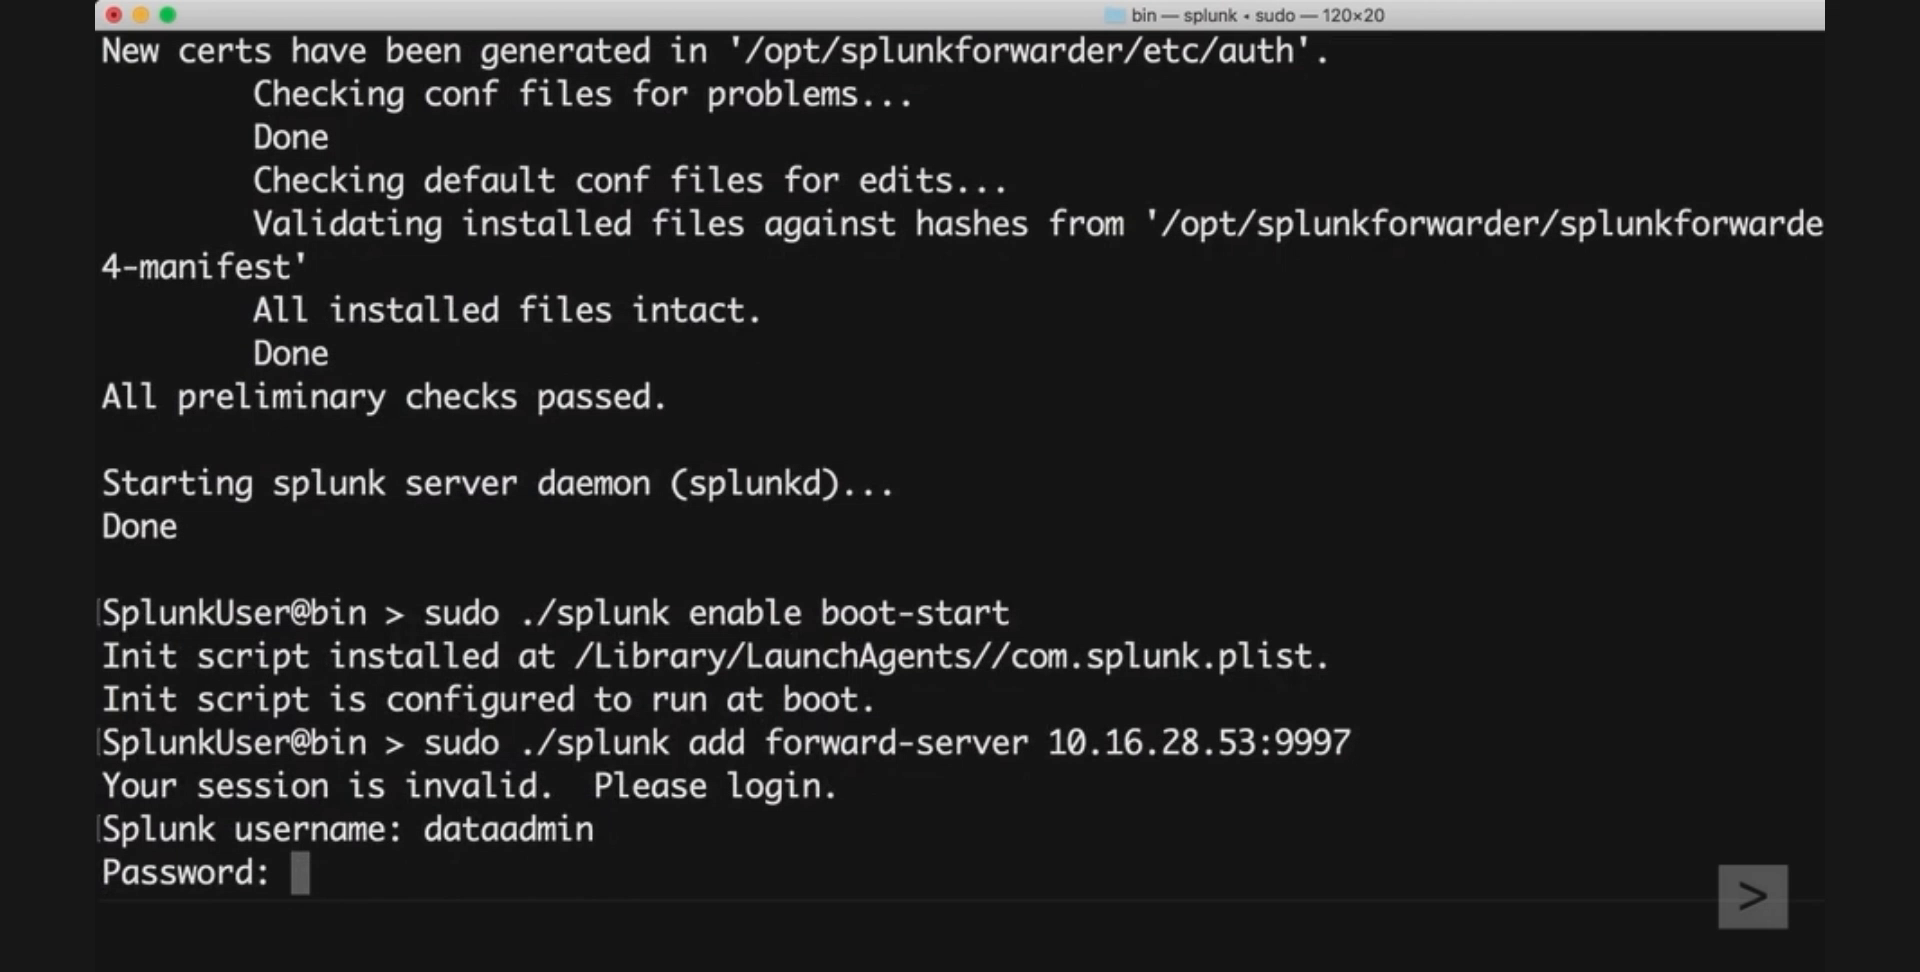 bin — splunk • sudo — 120×20
New certs have been generated in '/opt/splunkforwarder/etc/auth'.
Checking conf files for problems...
Done
Checking default conf files for edits...
Validating installed files against hashes from '/opt/splunkforwarder/splunkforwarde
4-manifest'
All installed files intact.
Done
All preliminary checks passed.
Starting splunk server daemon (splunkd)...
Done
SplunkUser@bin > sudo ./splunk enable boot-start
Init script installed at /Library/LaunchAgents//com.splunk.plist.
Init script is configured to run at boot.
SplunkUser@bin > sudo ./splunk add forward-server 10.16.28.53:9997
Your session is invalid.  Please login.
Splunk username: dataadmin
Password:
>